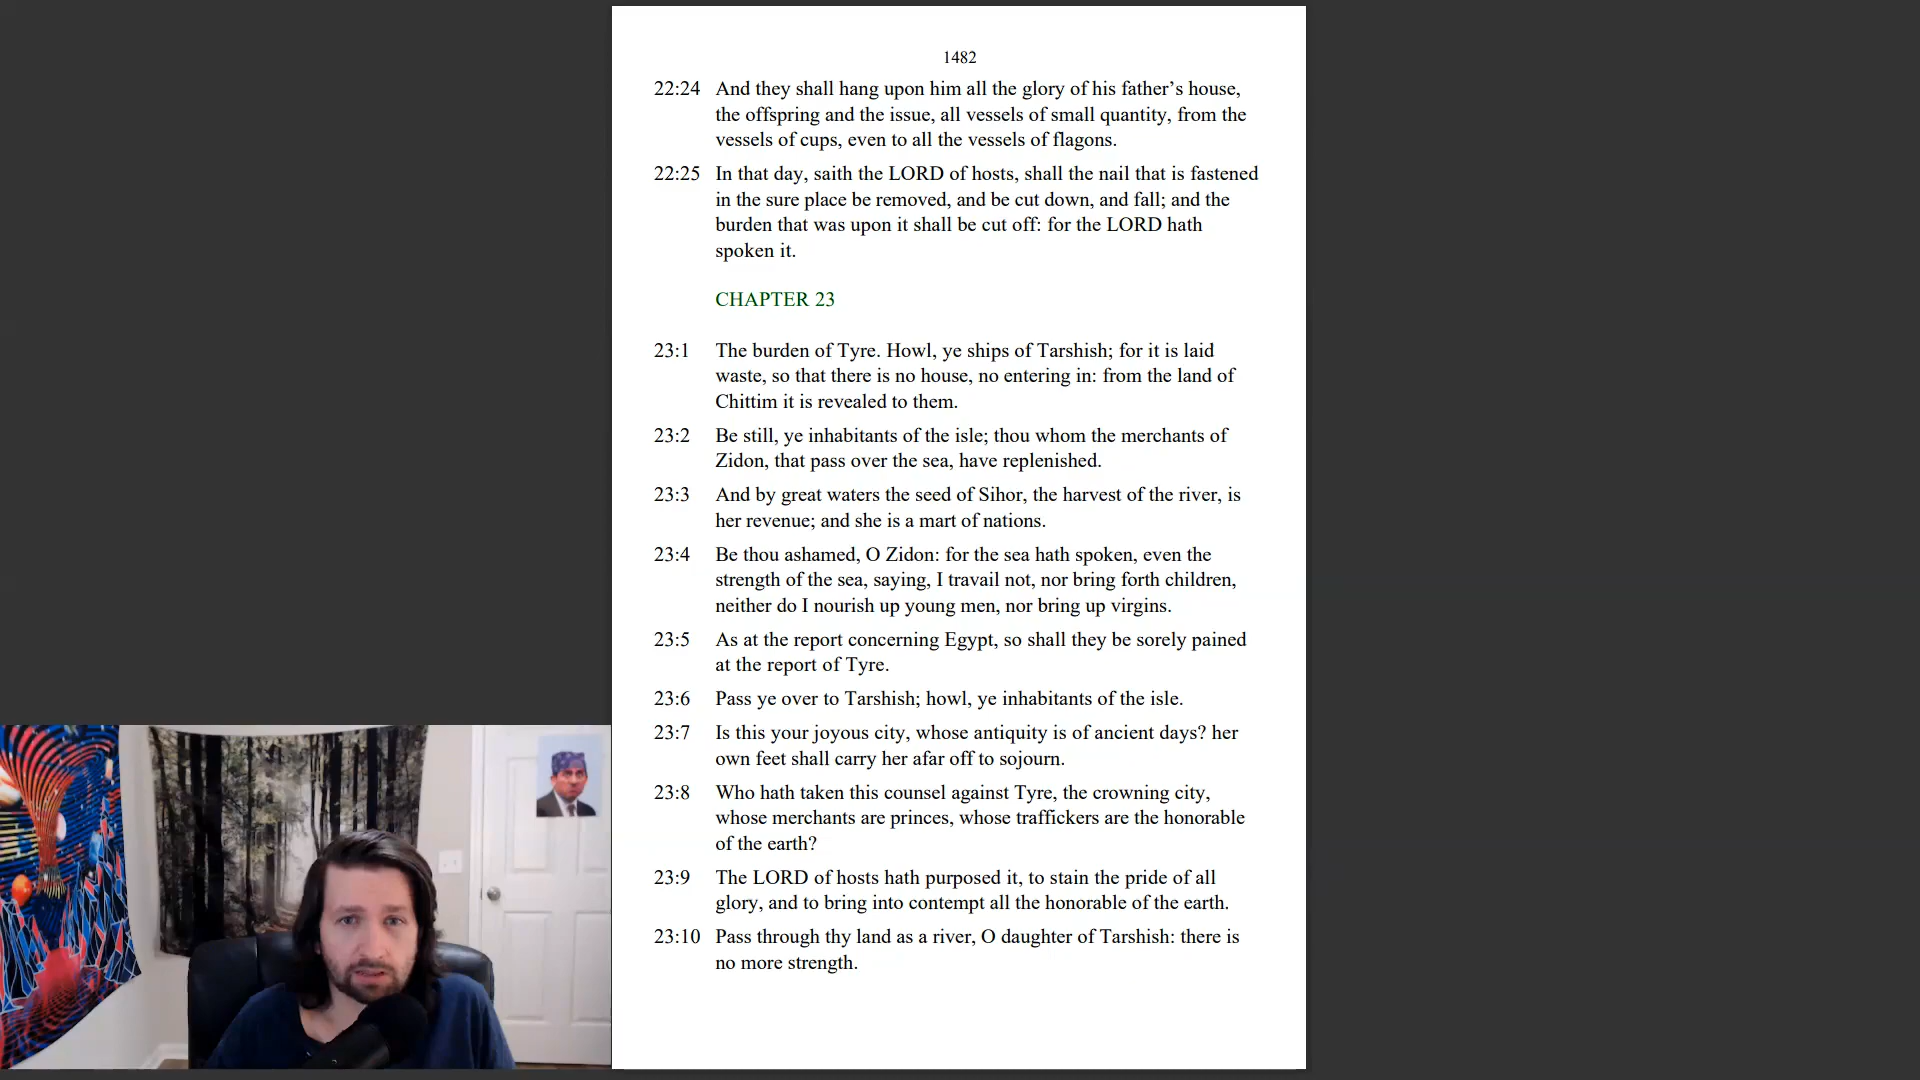 1482
22:24 And they shall hang upon him all the glory of his father’s house,
the offspring and the issue, all vessels of small quantity, from the
vessels of cups, even to all the vessels of flagons.
22:25 In that day, saith the LORD of hosts, shall the nail that is fastened
in the sure place be removed, and be cut down, and fall; and the
burden that was upon it shall be cut off: for the LORD hath
spoken it.
CHAPTER 23
23:1 The burden of Tyre. Howl, ye ships of Tarshish; for it is laid
waste, so that there is no house, no entering in: from the land of
Chittim it is revealed to them.
23:2 Be still, ye inhabitants of the isle; thou whom the merchants of
Zidon, that pass over the sea, have replenished.
23:3 And by great waters the seed of Sihor, the harvest of the river, is
her revenue; and she is a mart of nations.
23:4 Be thou ashamed, O Zidon: for the sea hath spoken, even the
strength of the sea, saying, I travail not, nor bring forth children,
neither do I nourish up young men, nor bring up virgins.
23:5 As at the report concerning Egypt, so shall they be sorely pained
at the report of Tyre.
23:6 Pass ye over to Tarshish; howl, ye inhabitants of the isle.
23:7 Is this your joyous city, whose antiquity is of ancient days? her
own feet shall carry her afar off to sojourn.
23:8 Who hath taken this counsel against Tyre, the crowning city,
whose merchants are princes, whose traffickers are the honorable
of the earth?
23:9 The LORD of hosts hath purposed it, to stain the pride of all
glory, and to bring into contempt all the honorable of the earth.
23:10 Pass through thy land as a river, O daughter of Tarshish: there is
no more strength.